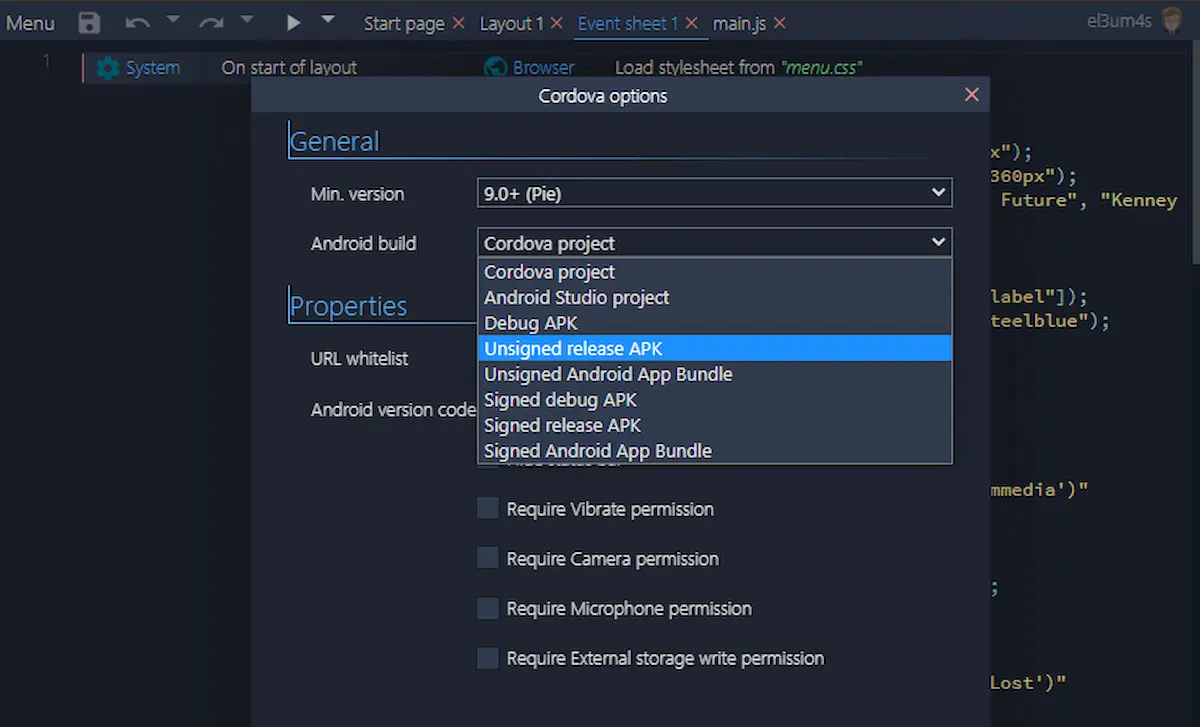 Menu Start page Layout 1 Event sheet 1 main.js el3um4s
1 System On start of layout Browser Load stylesheet from "menu.css"
Cordova options
General
x");
360px");
Min. version 9.0+ (Pie)
Future", "Kenney
Android build Cordova project
Cordova project
Android Studio project
label"]);
Properties
Debug APK
teelblue");
Unsigned release APK
URL whitelist
Unsigned Android App Bundle
Signed debug APK
Android version code
Signed release APK
Signed Android App Bundle
mmedia')"
Require Vibrate permission
Require Camera permission
;
Require Microphone permission
Require External storage write permission
Lost')"